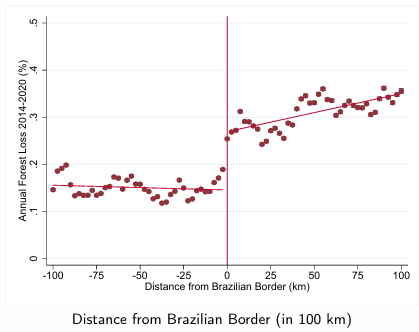 Annual Forest Loss 2014-2020 (%)
.5
.4
.3
.2
.1
0
-100 -75 -50 -25 0 25 50 75 100
Distance from Brazilian Border (km)
Distance from Brazilian Border (in 100 km)